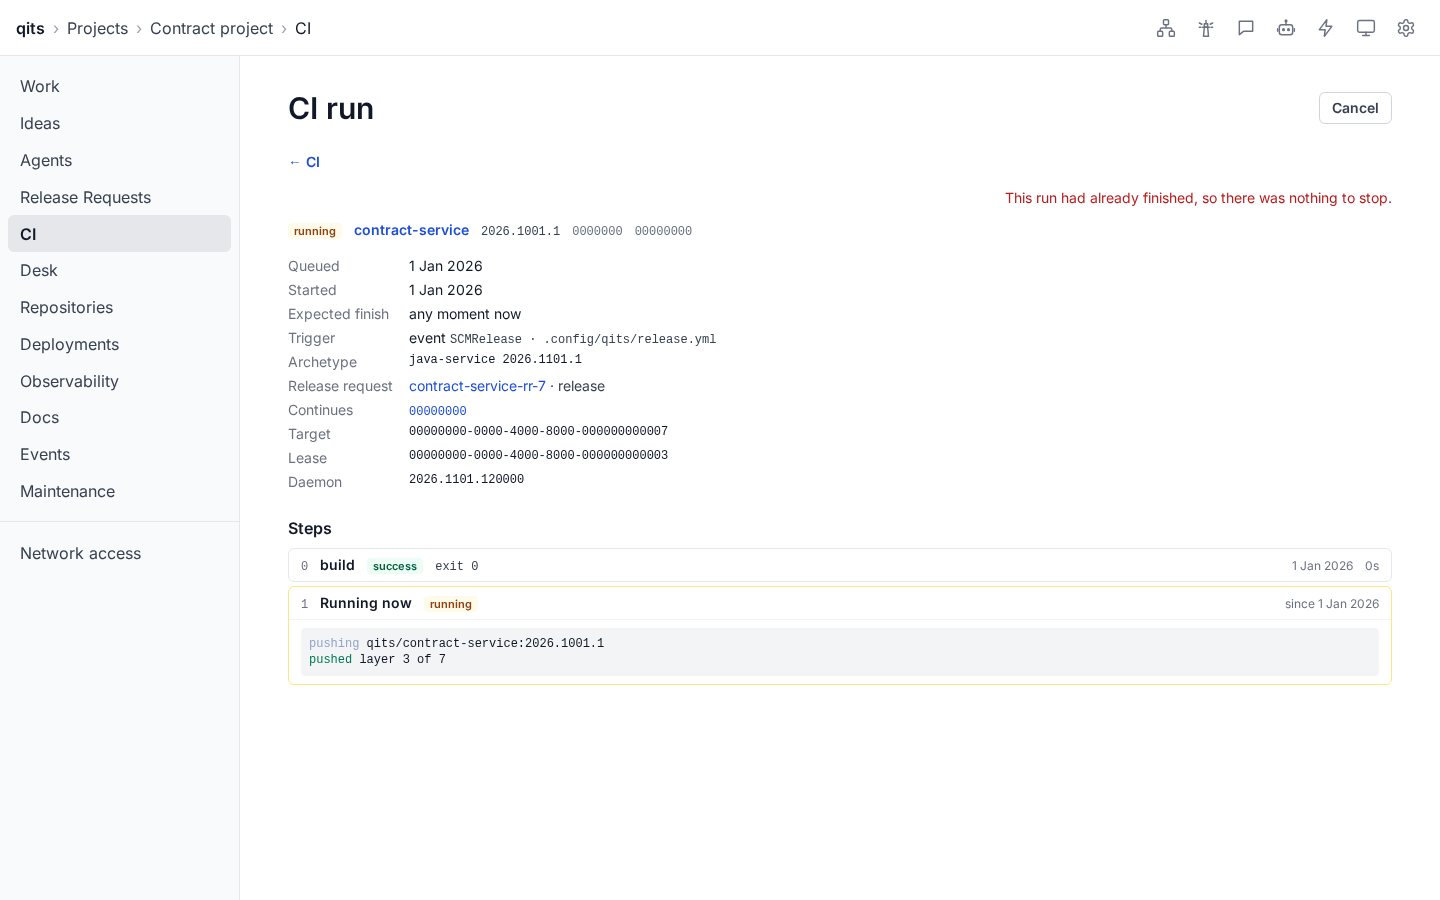 qits › Projects › Contract project › CI
Work
Ideas
Agents
Release Requests
CI
Desk
Repositories
Deployments
Observability
Docs
Events
Maintenance
Network access
CI run
Cancel
← CI
This run had already finished, so there was nothing to stop.
running contract-service 2026.1001.1 0000000 00000000
Queued 1 Jan 2026
Started 1 Jan 2026
Expected finish any moment now
Trigger event SCMRelease · .config/qits/release.yml
Archetype java-service 2026.1101.1
Release request contract-service-rr-7 · release
Continues 00000000
Target 00000000-0000-4000-8000-000000000007
Lease 00000000-0000-4000-8000-000000000003
Daemon 2026.1101.120000
Steps
0 build success exit 0 1 Jan 2026 0s
1 Running now running since 1 Jan 2026
pushing qits/contract-service:2026.1001.1
pushed layer 3 of 7